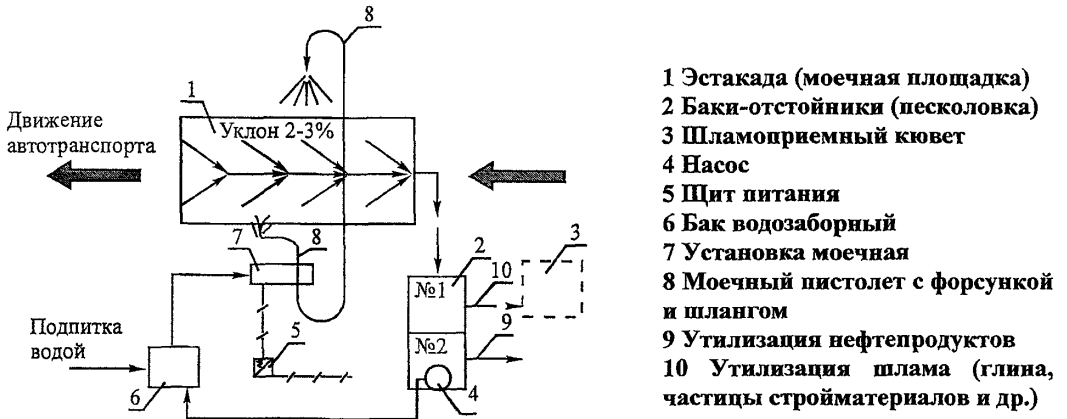 8
1
Уклон 2-3%
Движение
автотранспорта
7
8
2
10
3
№1
9
№2
5
4
Подпитка
водой
6
1 Эстакада (моечная площадка)
2 Баки-отстойники (песколовка)
3 Шламоприемный кювет
4 Насос
5 Щит питания
6 Бак водозаборный
7 Установка моечная
8 Моечный пистолет с форсункой
и шлангом
9 Утилизация нефтепродуктов
10 Утилизация шлама (глина,
частицы стройматериалов и др.)